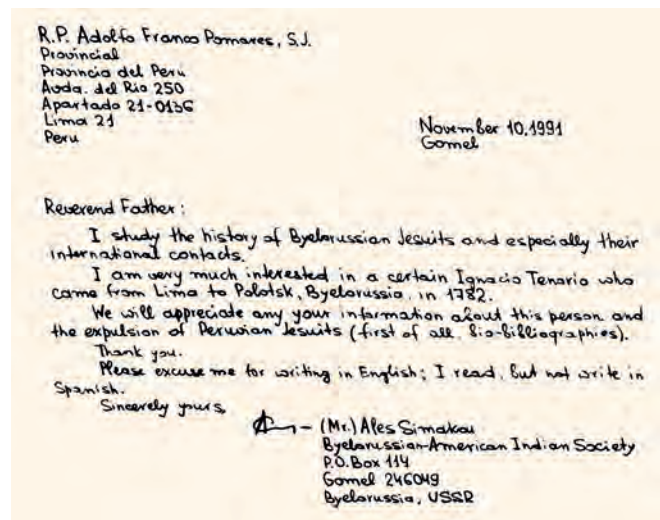 R.P. Adolfo Franco Pomares, S.J.
Provincial
Provincia del Perú
Avda. del Rio 250
Apartado 21-0136
Lima 21
Peru
November 10.1991
Gomel
Reverend Father:
I study the history of Byelorussian Jesuits and especially their
international contacts.
I am very much interested in a certain Ignacio Tenorio who
came from Lima to Polotsk, Byelorussia, in 1782.
We will appreciate any your information about this person and
the expulsion of Peruvian Jesuits (first of all, bio-bibliographies).
Thank you.
Please excuse me for writing in English; I read, but not write in
Spanish.
Sincerely yours,
(Mr.) Ales Simakou
Byelorussian-American Indian Society
P.O.Box 114
Gomel 246049
Byelorussia, USSR